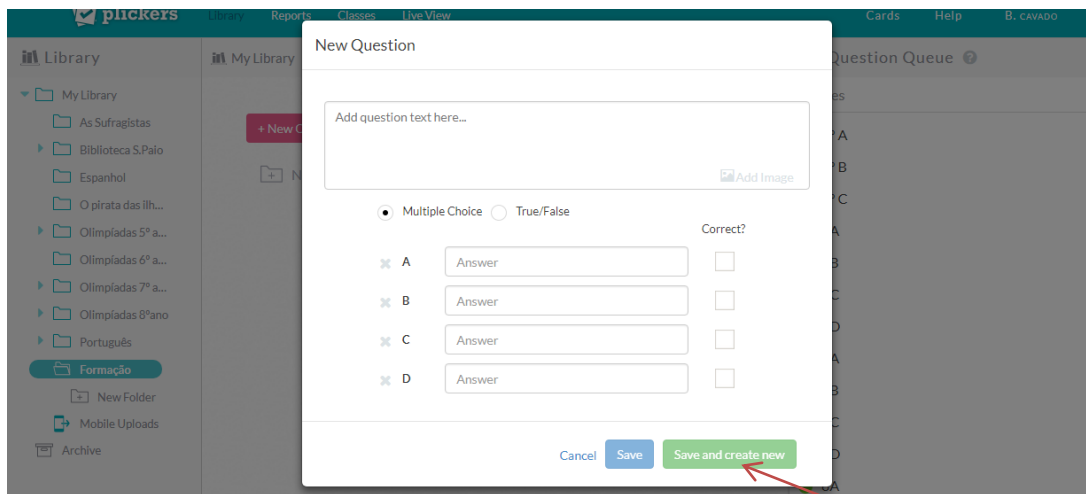 plickers
Library Reports Classes Live View Cards Help B. CAVADO
Library
My Library
Question Queue
My Library
As Sufragistas
Biblioteca S.Paio
Espanhol
O pirata das ilh...
Olimpíadas 5º a...
Olimpíadas 6º a...
Olimpíadas 7º a...
Olimpíadas 8ºano
Português
Formação
New Folder
Mobile Uploads
Archive
+ New
New Question
Add question text here...
Add Image
Multiple Choice True/False
Correct?
A Answer
B Answer
C Answer
D Answer
Cancel Save Save and create new